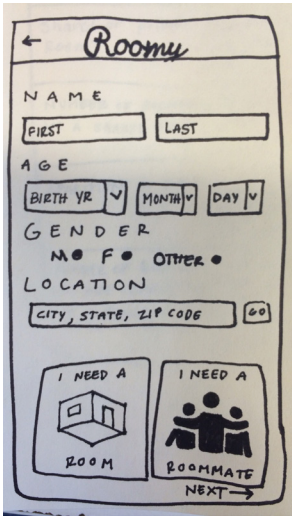 ← Roomy
NAME
FIRST LAST
AGE
BIRTH YR MONTH DAY
GENDER
M F OTHER
LOCATION
CITY, STATE, ZIP CODE GO
I NEED A I NEED A
ROOM ROOMMATE
NEXT →